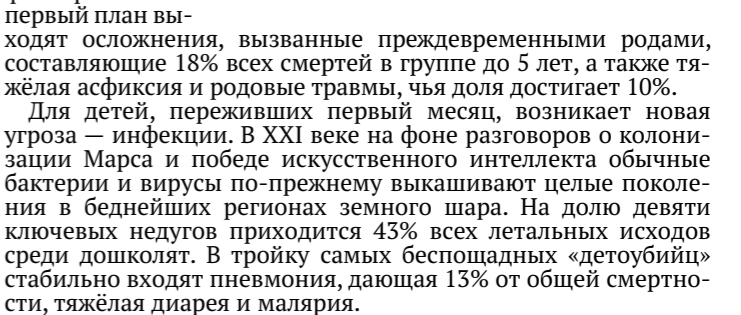 первый план вы-
ходят осложнения, вызванные преждевременными родами,
составляющие 18% всех смертей в группе до 5 лет, а также тя-
жёлая асфиксия и родовые травмы, чья доля достигает 10%.
Для детей, переживших первый месяц, возникает новая
угроза — инфекции. В XXI веке на фоне разговоров о колони-
зации Марса и победе искусственного интеллекта обычные
бактерии и вирусы по-прежнему выкашивают целые поколе-
ния в беднейших регионах земного шара. На долю девяти
ключевых недугов приходится 43% всех летальных исходов
среди дошколят. В тройку самых беспощадных «детоубийц»
стабильно входят пневмония, дающая 13% от общей смертно-
сти, тяжёлая диарея и малярия.